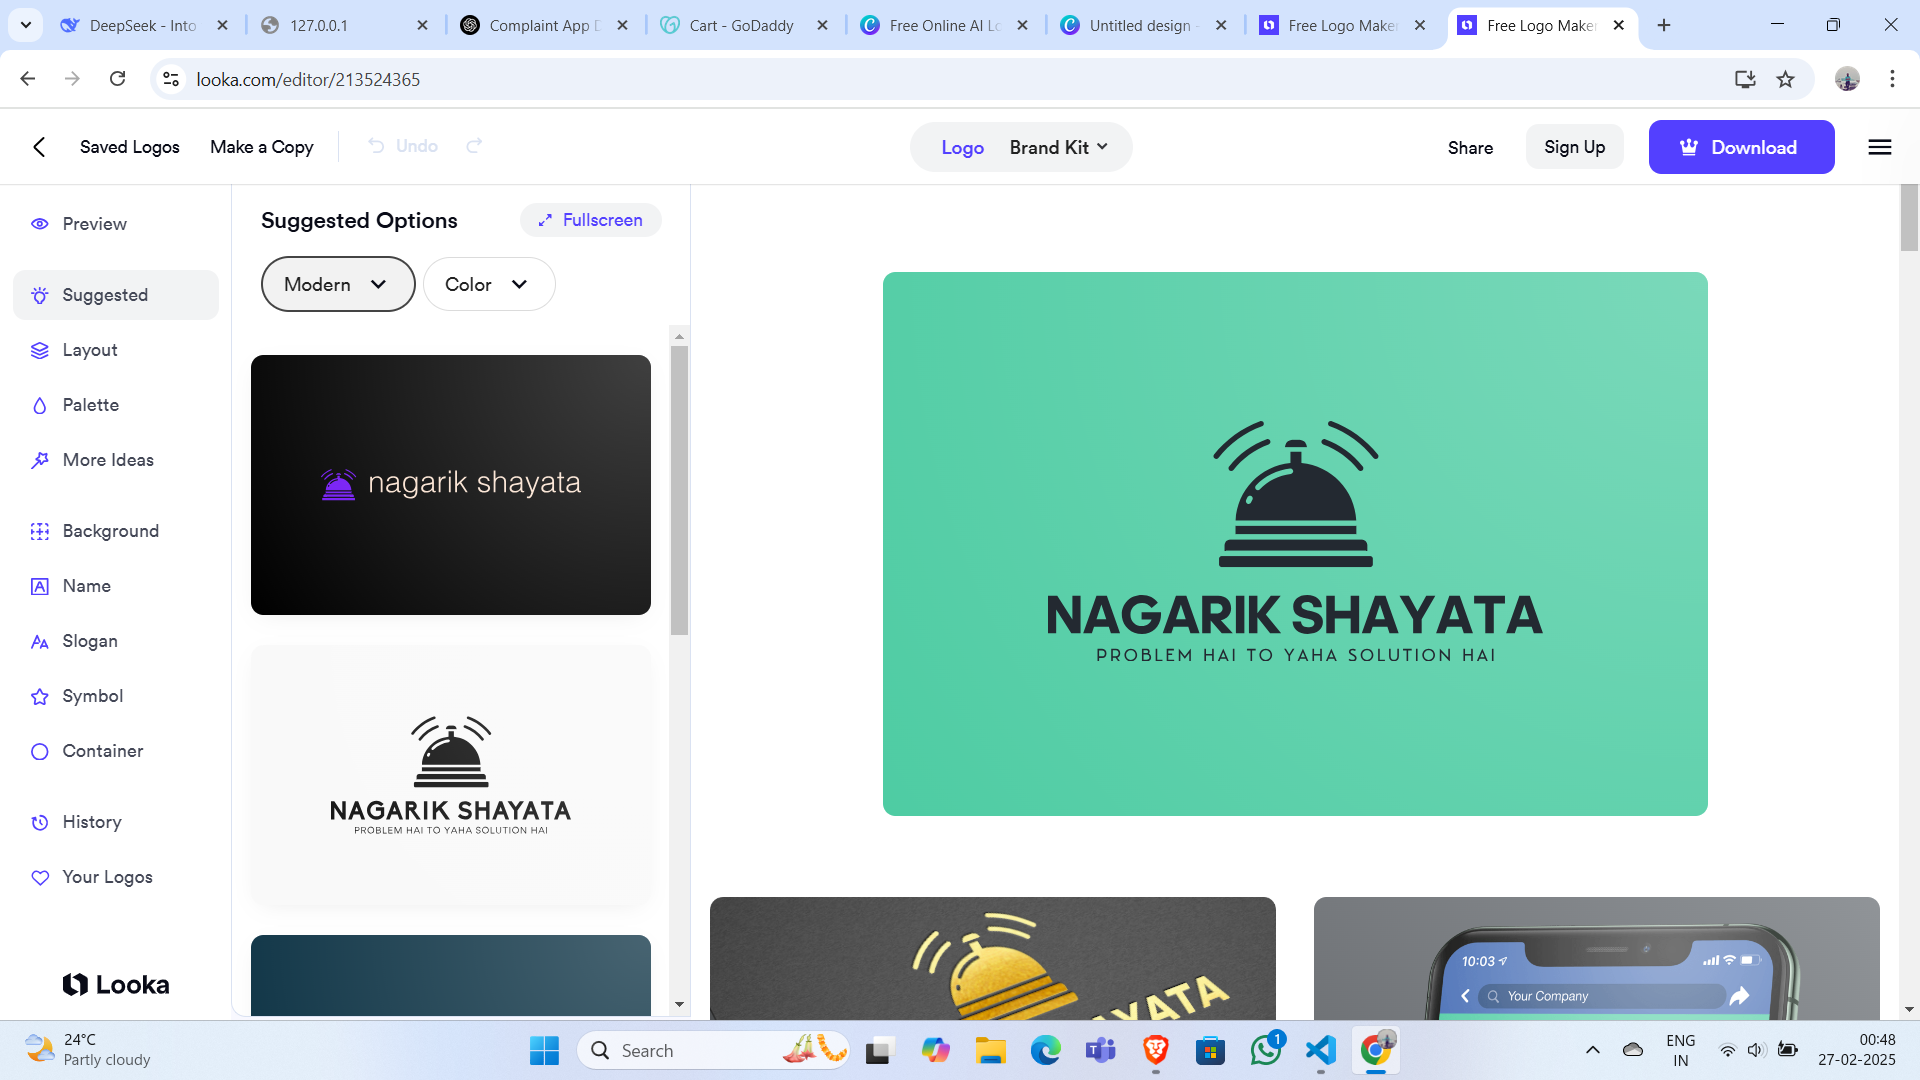 DeepSeek - Into
127.0.0.1
Complaint App D
Cart - GoDaddy
Free Online AI Lo
Untitled design -
Free Logo Maker
Free Logo Maker
looka.com/editor/213524365
Saved Logos
Make a Copy
Undo
Logo
Brand Kit
Share
Sign Up
Download
Preview
Suggested
Layout
Palette
More Ideas
Background
Name
Slogan
Symbol
Container
History
Your Logos
Looka
Suggested Options
Fullscreen
Modern
Color
nagarik shayata
NAGARIK SHAYATA
PROBLEM HAI TO YAHA SOLUTION HAI
NAGARIK SHAYATA
PROBLEM HAI TO YAHA SOLUTION HAI
YATA
10:03
Your Company
24°C
Partly cloudy
Search
1
ENG
IN
00:48
27-02-2025